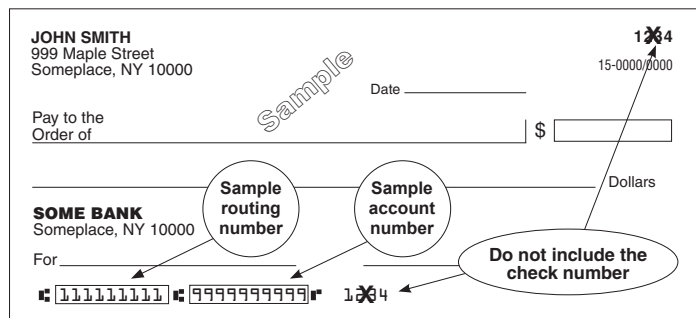 JOHN SMITH
999 Maple Street
Someplace, NY 10000
1234
15-0000/0000
Sample
Date
Pay to the
Order of
$
Dollars
SOME BANK
Someplace, NY 10000
Sample
routing
number
Sample
account
number
For
Do not include the
check number
⑆111111111⑆ 9999999999⑈ 1234